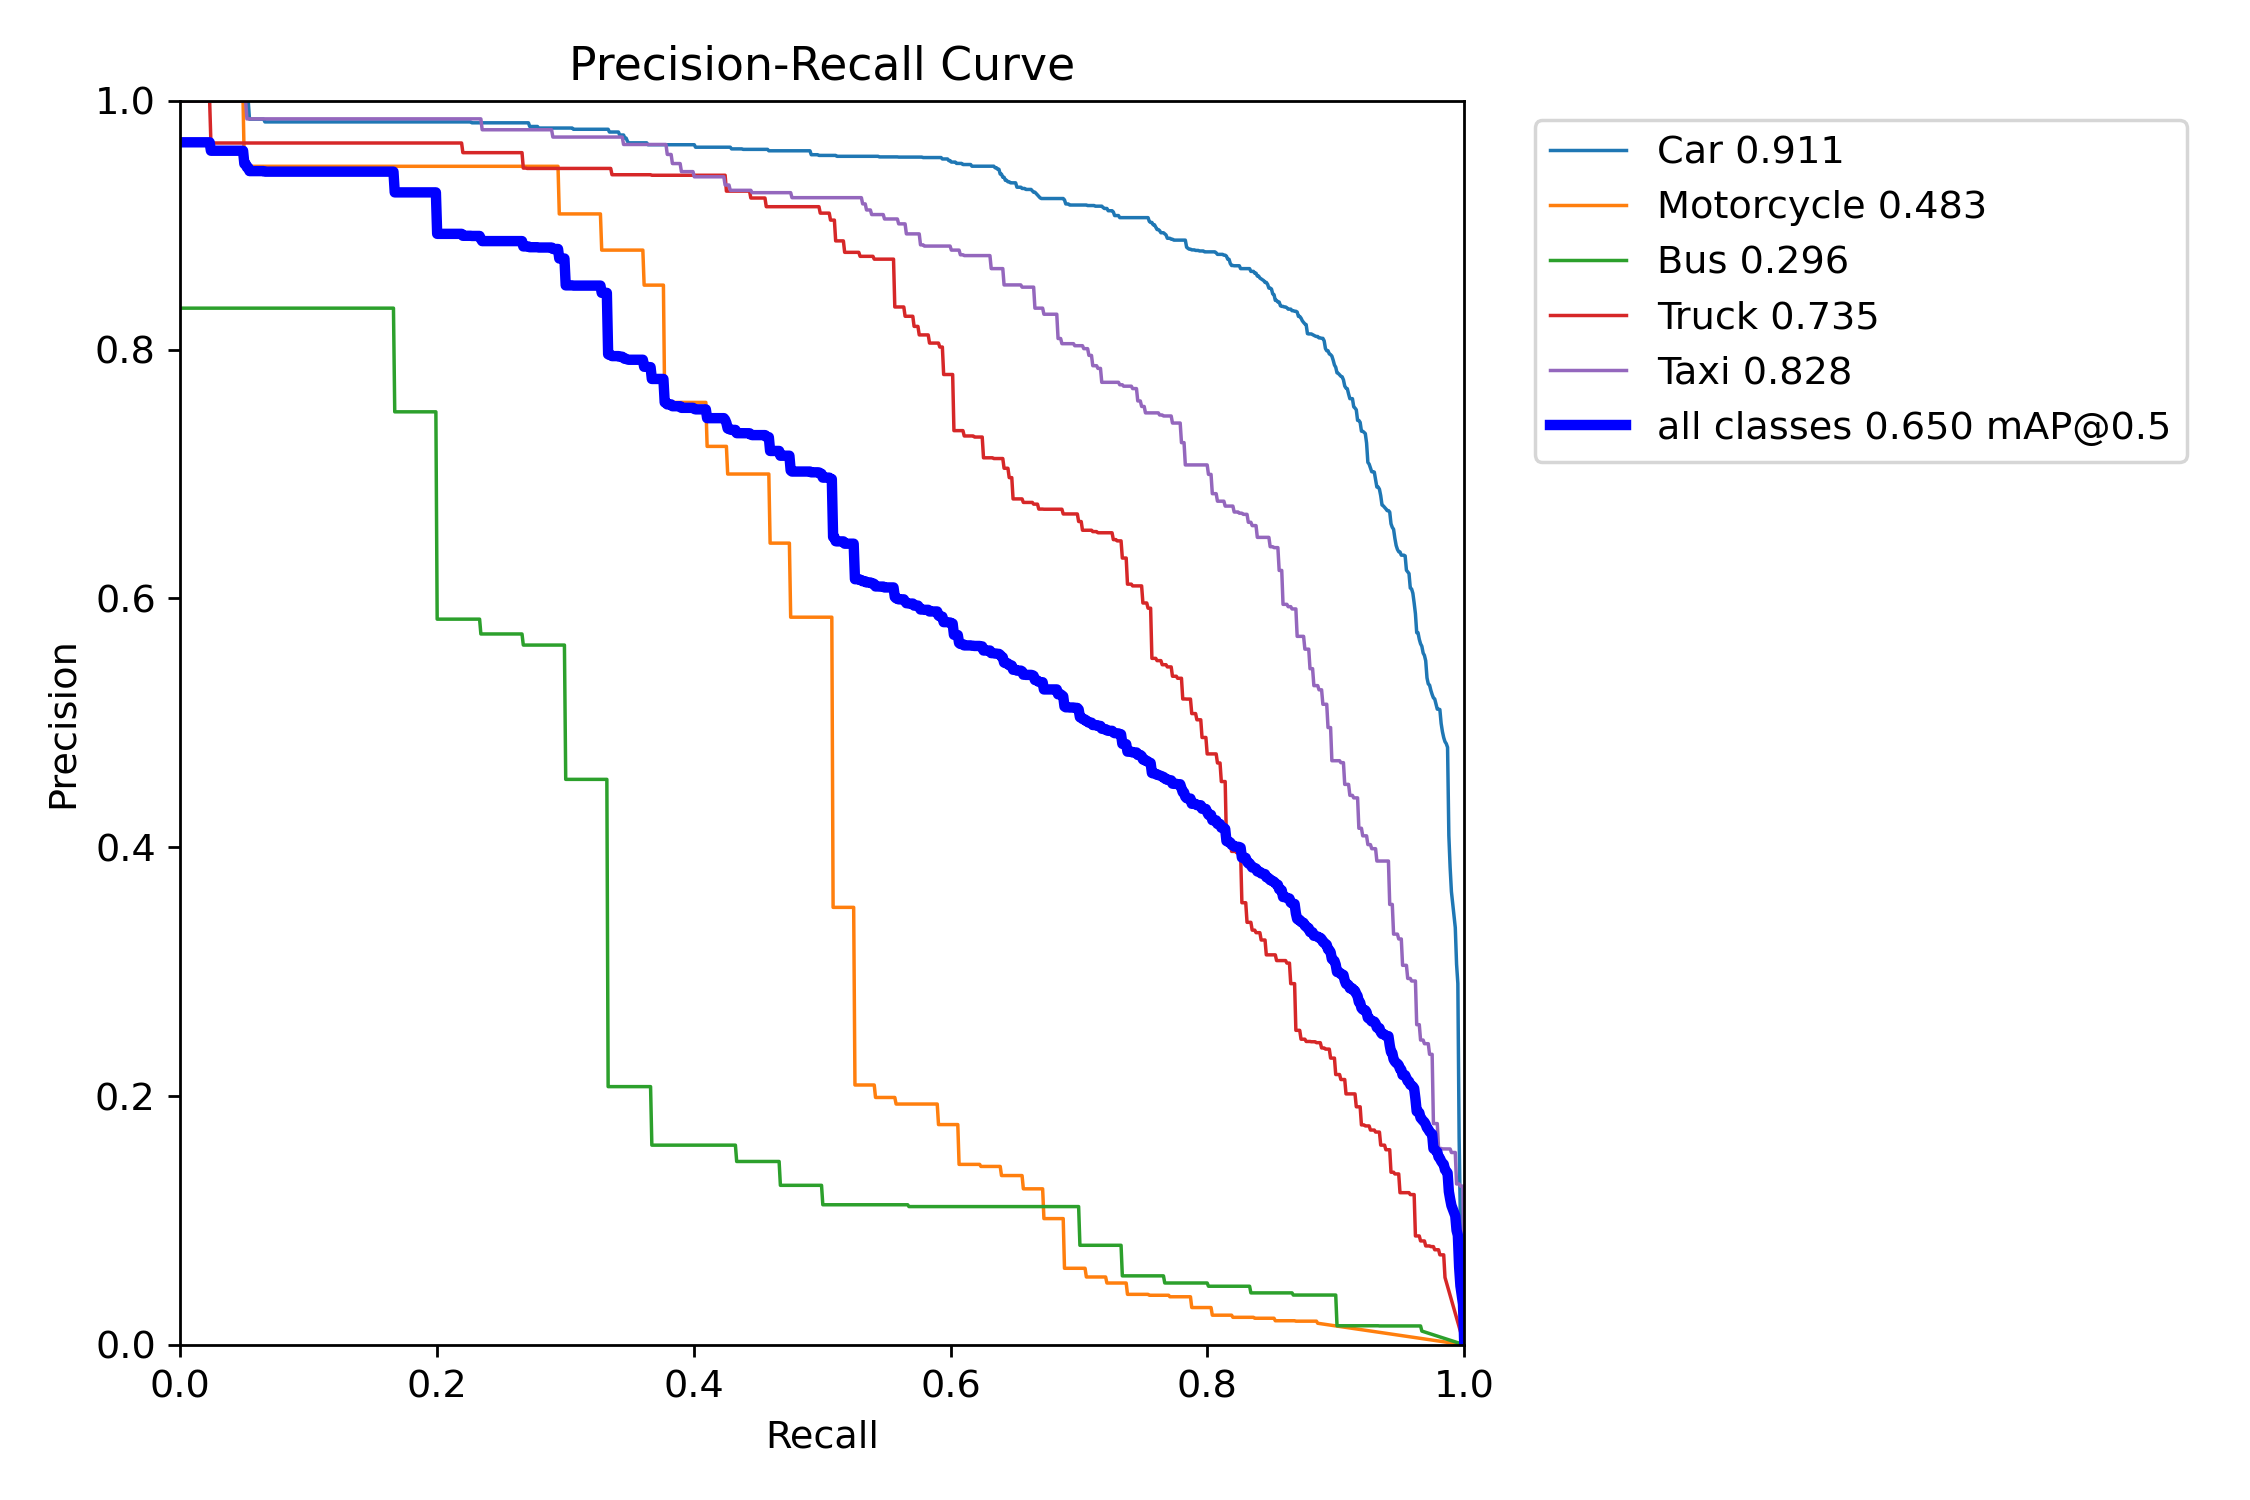 Precision-Recall Curve
1.0
0.8
0.6
0.4
0.2
0.0
Precision
0.0 0.2 0.4 0.6 0.8 1.0
Recall
Car 0.911
Motorcycle 0.483
Bus 0.296
Truck 0.735
Taxi 0.828
all classes 0.650 mAP@0.5